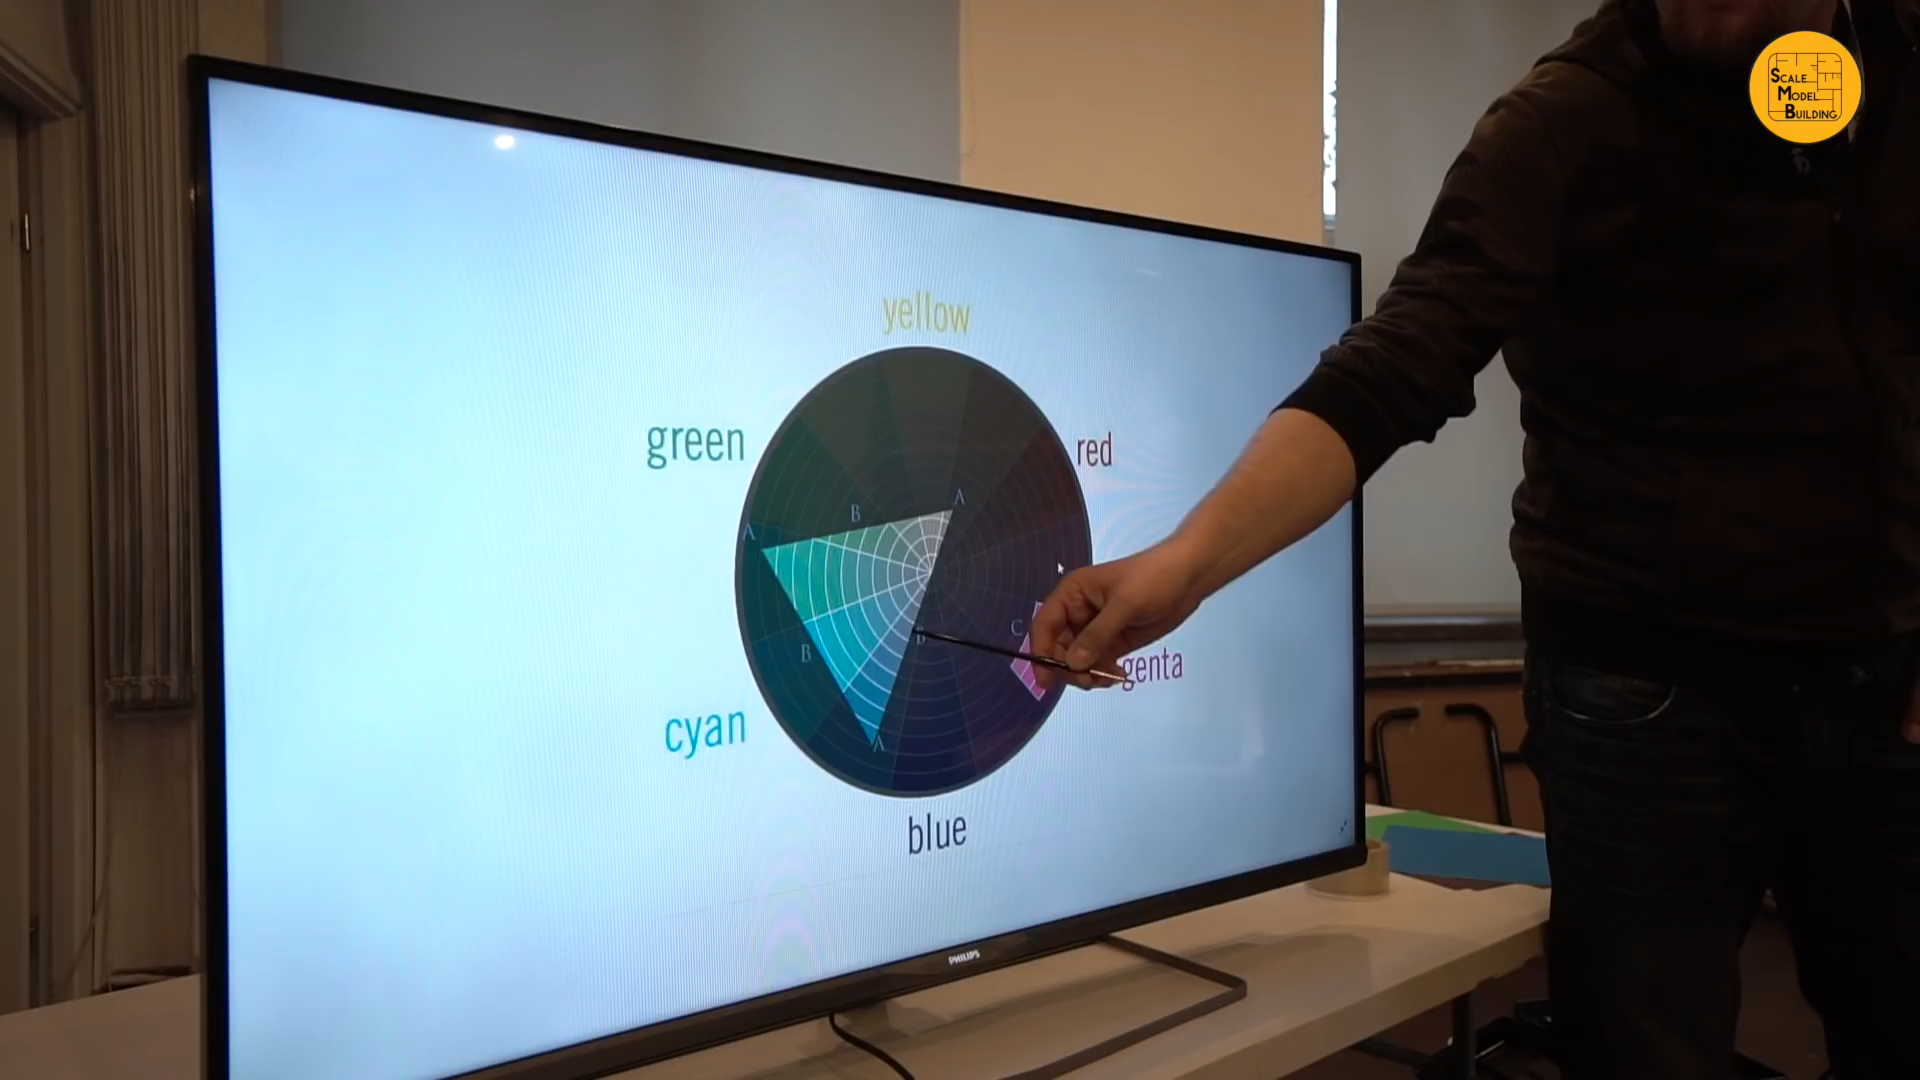 SCALE
MODEL
BUILDING
yellow
green
red
A
B
A
B
B
C
genta
cyan
A
blue
PHILIPS